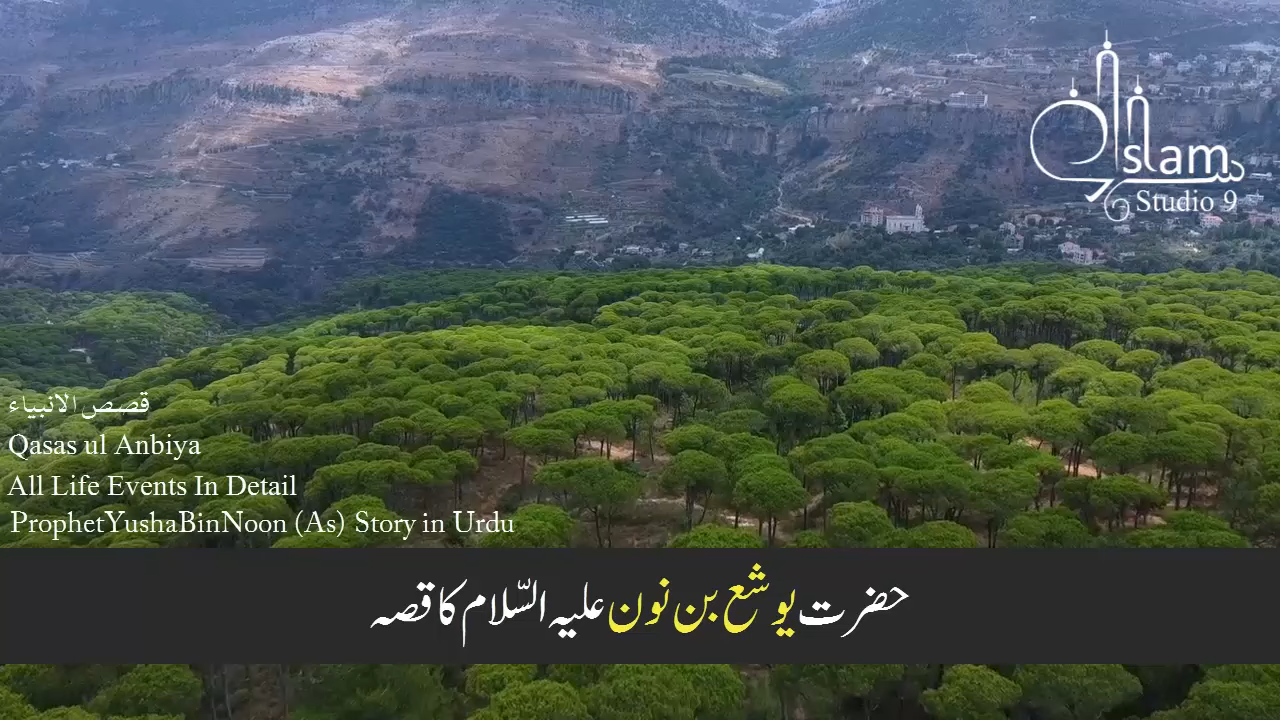 Islam
Studio 9
قصص الانبیاء
Qasas ul Anbiya
All Life Events In Detail
ProphetYushaBinNoon (As) Story in Urdu
حضرت یوشع بن نون علیہ السّلام کا قصہ